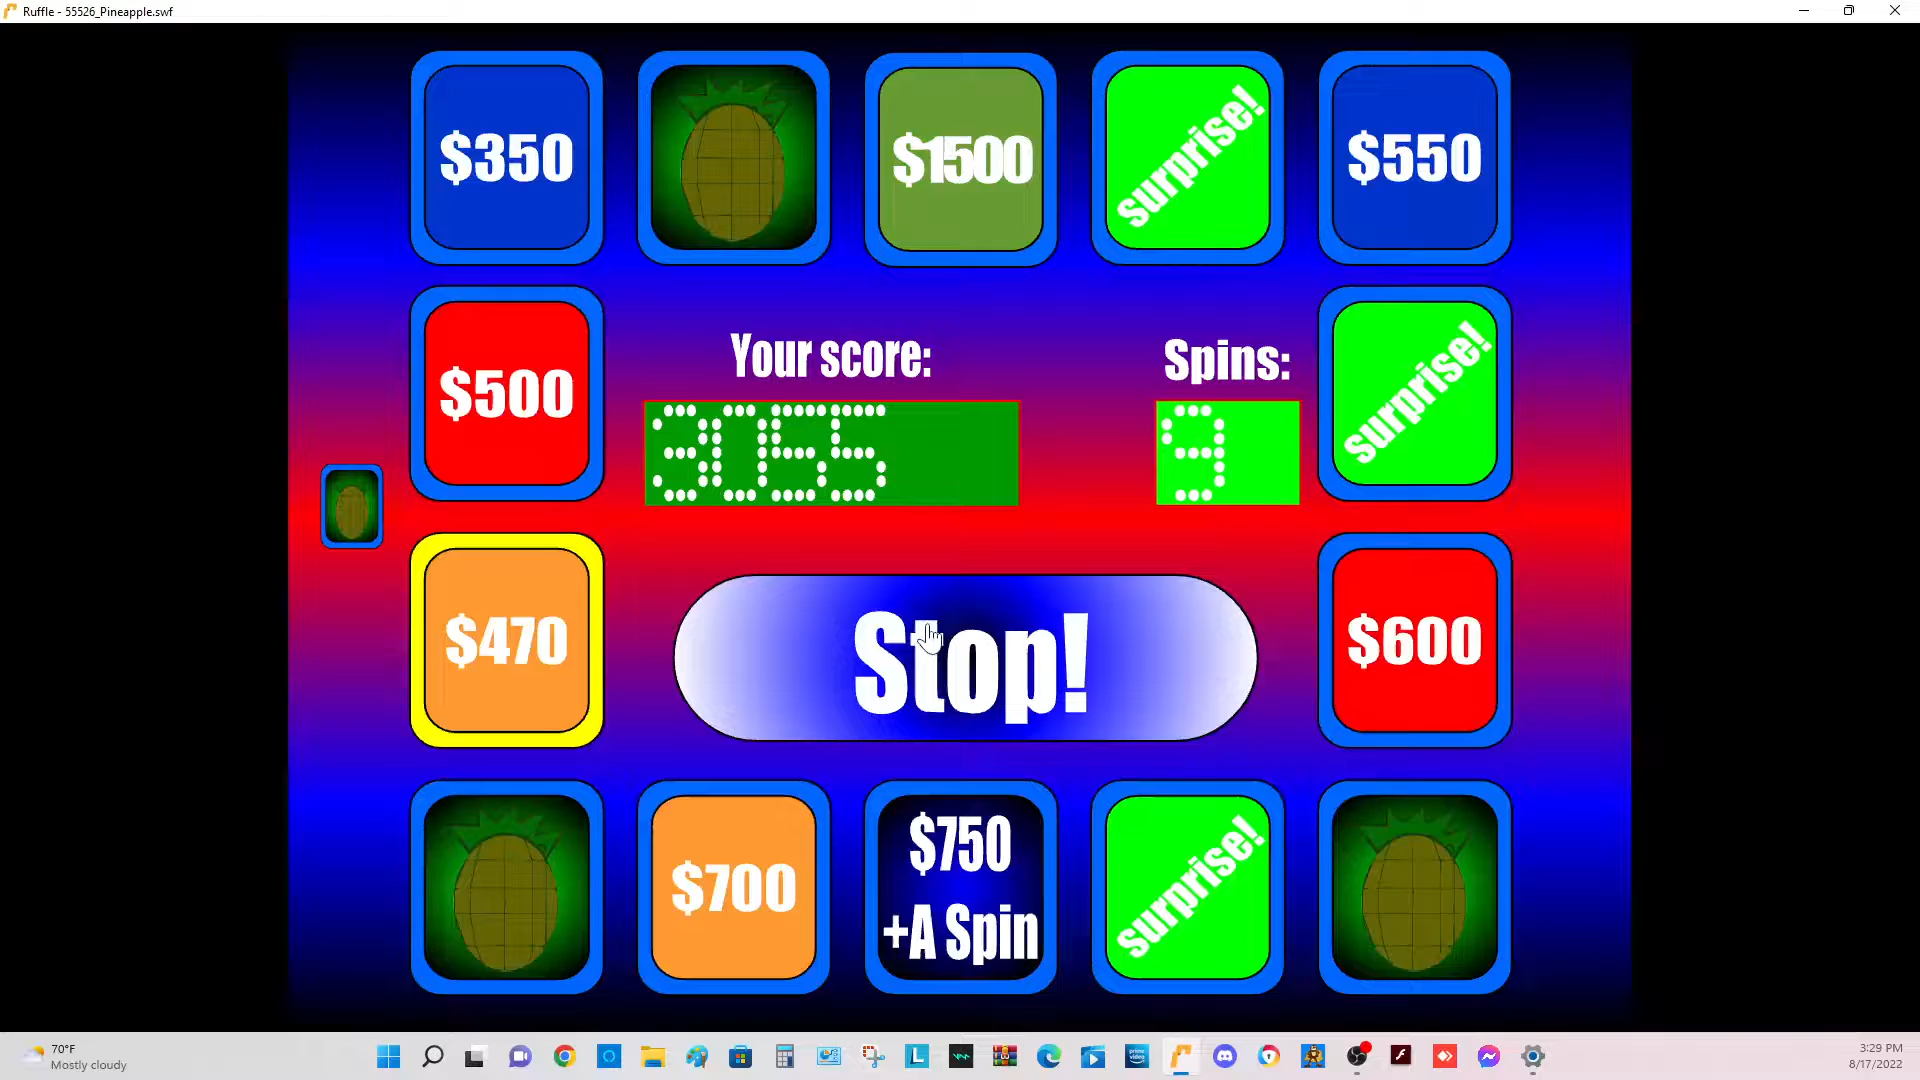 Ruffle - 55526_Pineapple.swf
$350
$1500
surprise!
$550
$500
Your score:
3055
Spins:
9
surprise!
$470
Stop!
$600
$700
$750
+A Spin
surprise!
70°F
Mostly cloudy
3:29 PM
8/17/2022